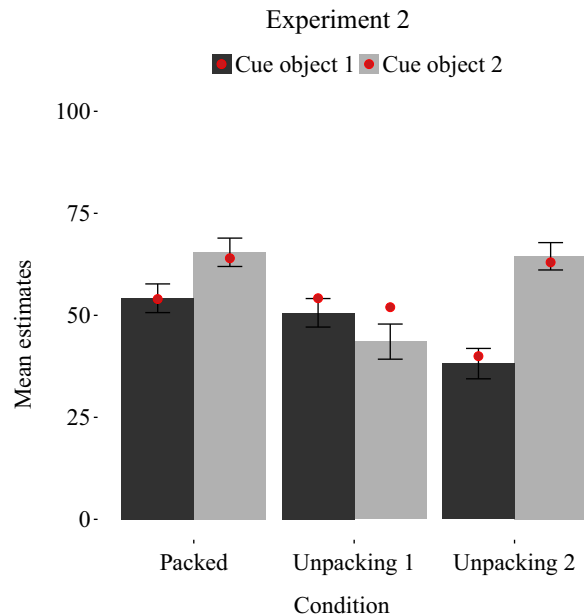 Experiment 2
Cue object 1 Cue object 2
100
75
50
25
0
Mean estimates
Packed Unpacking 1 Unpacking 2
Condition